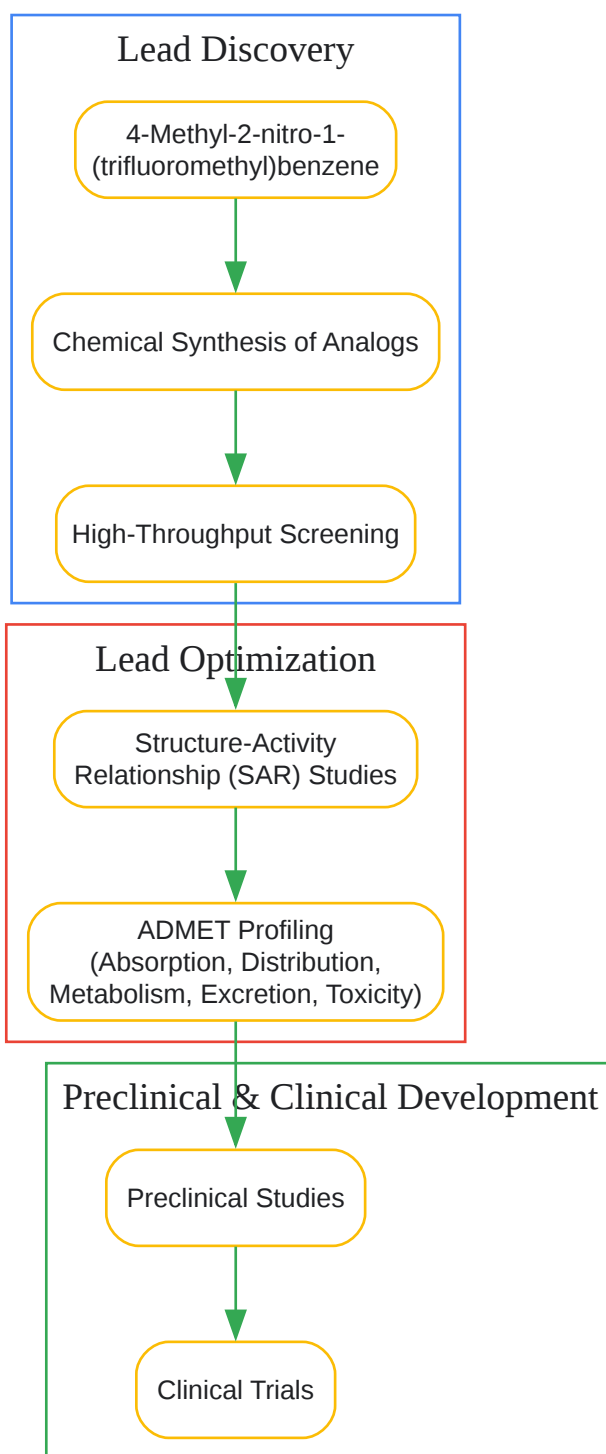 Lead Discovery
4-Methyl-2-nitro-1-
(trifluoromethyl)benzene
Chemical Synthesis of Analogs
High-Throughput Screening
Lead Optimization
Structure-Activity
Relationship (SAR) Studies
ADMET Profiling
(Absorption, Distribution,
Metabolism, Excretion, Toxicity)
Preclinical & Clinical Development
Preclinical Studies
Clinical Trials